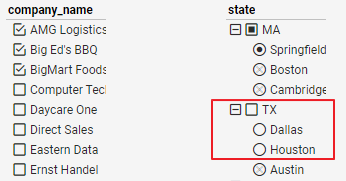 company_name
AMG Logistics
Big Ed's BBQ
BigMart Foods
Computer Tech
Daycare One
Direct Sales
Eastern Data
Ernst Handel
state
MA
Springfield
Boston
Cambridge
TX
Dallas
Houston
Austin